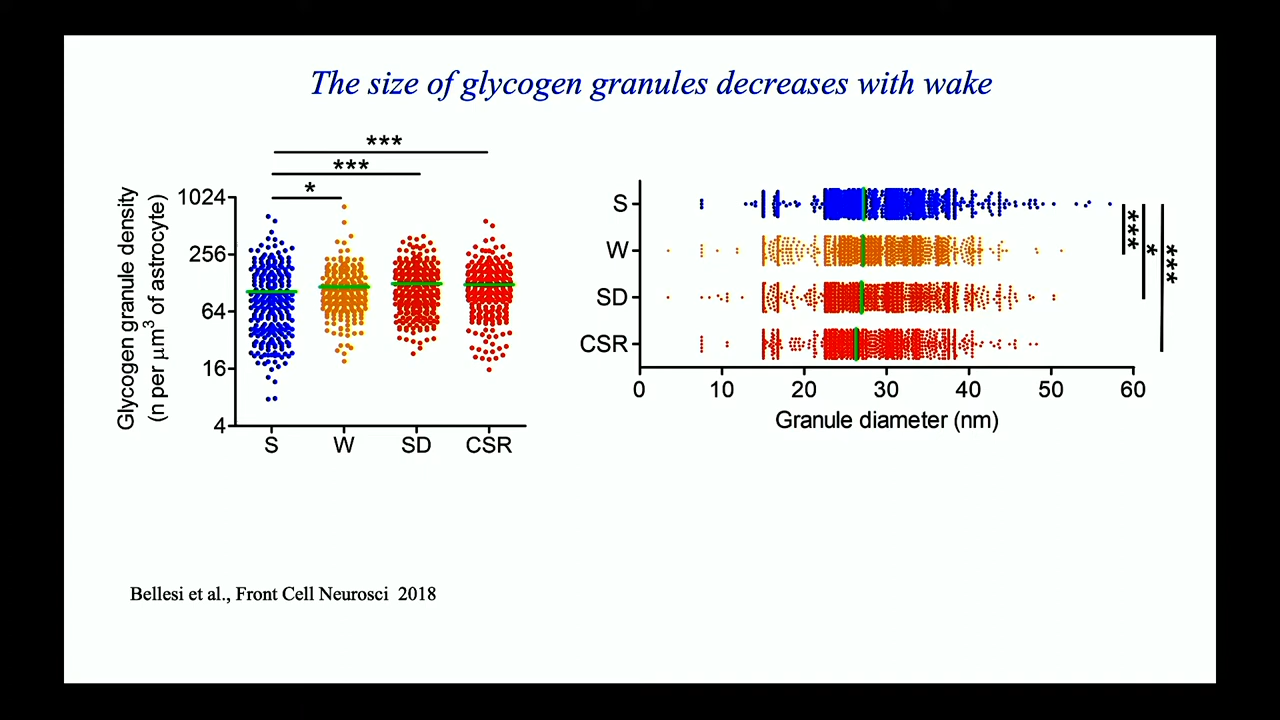 The size of glycogen granules decreases with wake
***
***
*
Glycogen granule density
(n per μm³ of astrocyte)
1024
256
64
16
4
S
W
SD
CSR
S
W
SD
CSR
***
*
***
0
10
20
30
40
50
60
Granule diameter (nm)
Bellesi et al., Front Cell Neurosci 2018